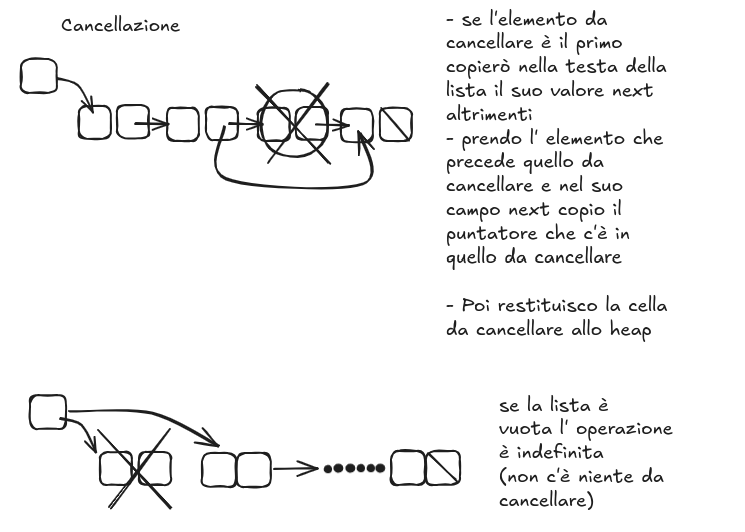 Cancellazione
- se l'elemento da
cancellare è il primo
copierò nella testa della
lista il suo valore next
altrimenti
- prendo l' elemento che
precede quello da
cancellare e nel suo
campo next copio il
puntatore che c'è in
quello da cancellare
- Poi restituisco la cella
da cancellare allo heap
se la lista è
vuota l' operazione
è indefinita
(non c'è niente da
cancellare)